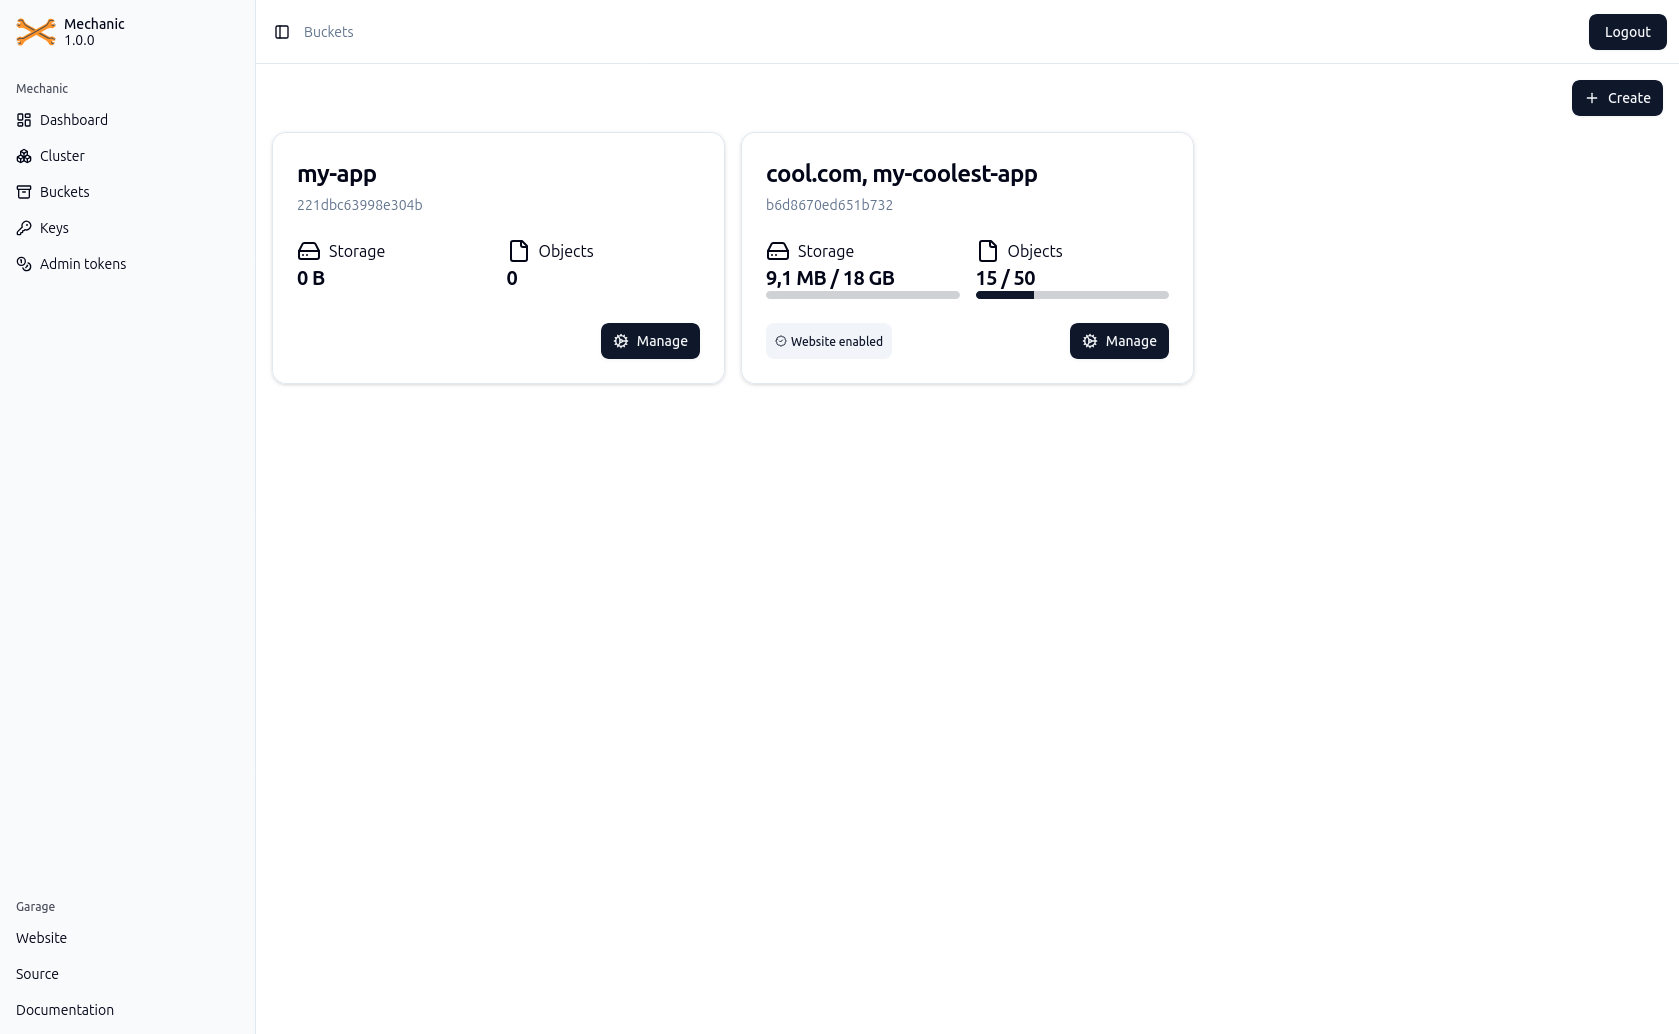 Mechanic
1.0.0
Mechanic
Dashboard
Cluster
Buckets
Keys
Admin tokens
Garage
Website
Source
Documentation
Buckets
Logout
Create
my-app
221dbc63998e304b
Storage
0 B
Objects
0
Manage
cool.com, my-coolest-app
b6d8670ed651b732
Storage
9,1 MB / 18 GB
Objects
15 / 50
Website enabled
Manage